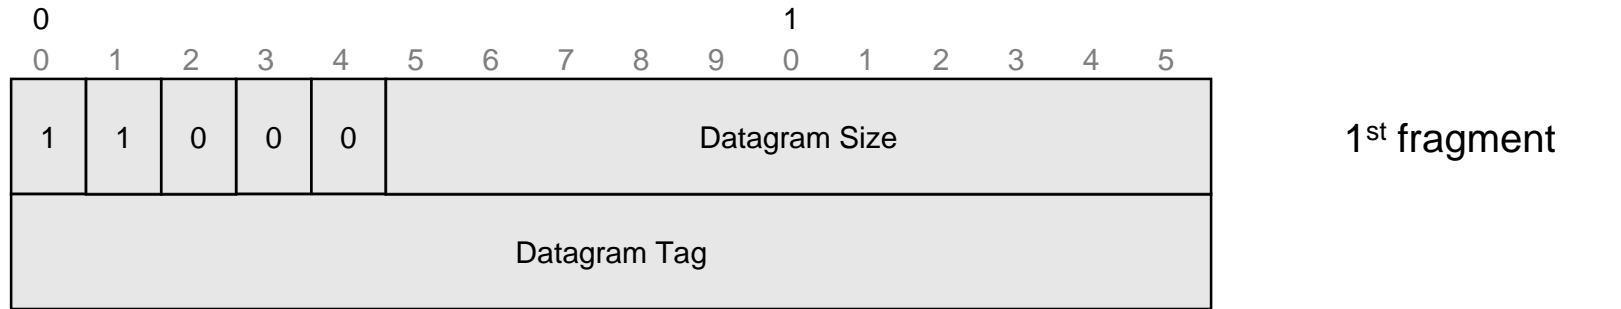 0 1
0 1 2 3 4 5 6 7 8 9 0 1 2 3 4 5
1 1 0 0 0 Datagram Size 1st fragment
Datagram Tag